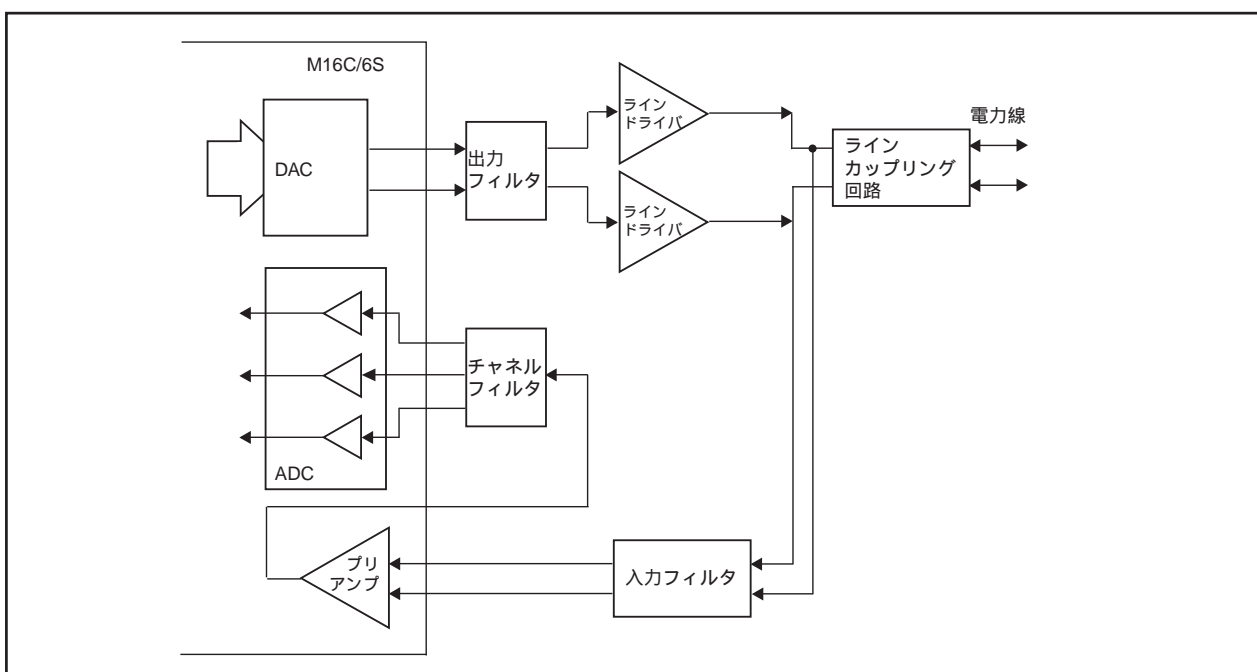 M16C/6S
DAC
出力
フィルタ
ライン
ドライバ
ライン
ドライバ
電力線
ライン
カップリング
回路
チャネル
フィルタ
ADC
プリ
アンプ
入力フィルタ